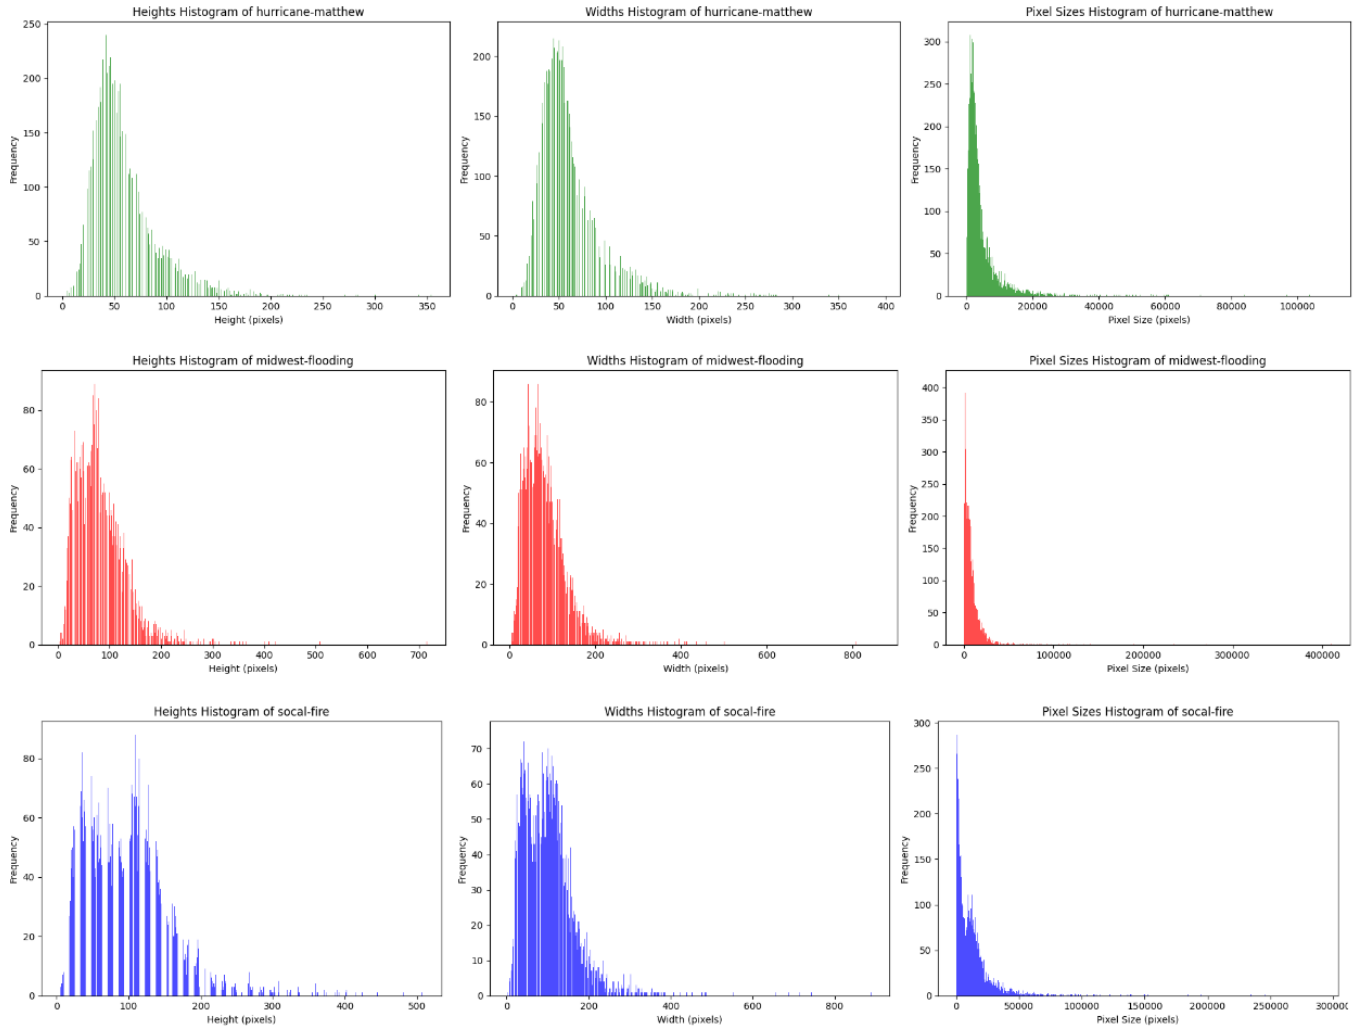 Heights Histogram of hurricane-matthew
250
200
150
100
50
0
Frequency
0 50 100 150 200 250 300 350
Height (pixels)
Widths Histogram of hurricane-matthew
200
150
100
50
0
Frequency
0 50 100 150 200 250 300 350 400
Width (pixels)
Pixel Sizes Histogram of hurricane-matthew
300
250
200
150
100
50
0
Frequency
0 20000 40000 60000 80000 100000
Pixel Size (pixels)
Heights Histogram of midwest-flooding
80
60
40
20
0
Frequency
0 100 200 300 400 500 600 700
Height (pixels)
Widths Histogram of midwest-flooding
80
60
40
20
0
Frequency
0 200 400 600 800
Width (pixels)
Pixel Sizes Histogram of midwest-flooding
400
350
300
250
200
150
100
50
0
Frequency
0 100000 200000 300000 400000
Pixel Size (pixels)
Heights Histogram of socal-fire
80
60
40
20
0
Frequency
0 100 200 300 400 500
Height (pixels)
Widths Histogram of socal-fire
70
60
50
40
30
20
10
0
Frequency
0 200 400 600 800
Width (pixels)
Pixel Sizes Histogram of socal-fire
300
250
200
150
100
50
0
Frequency
0 50000 100000 150000 200000 250000 300000
Pixel Size (pixels)